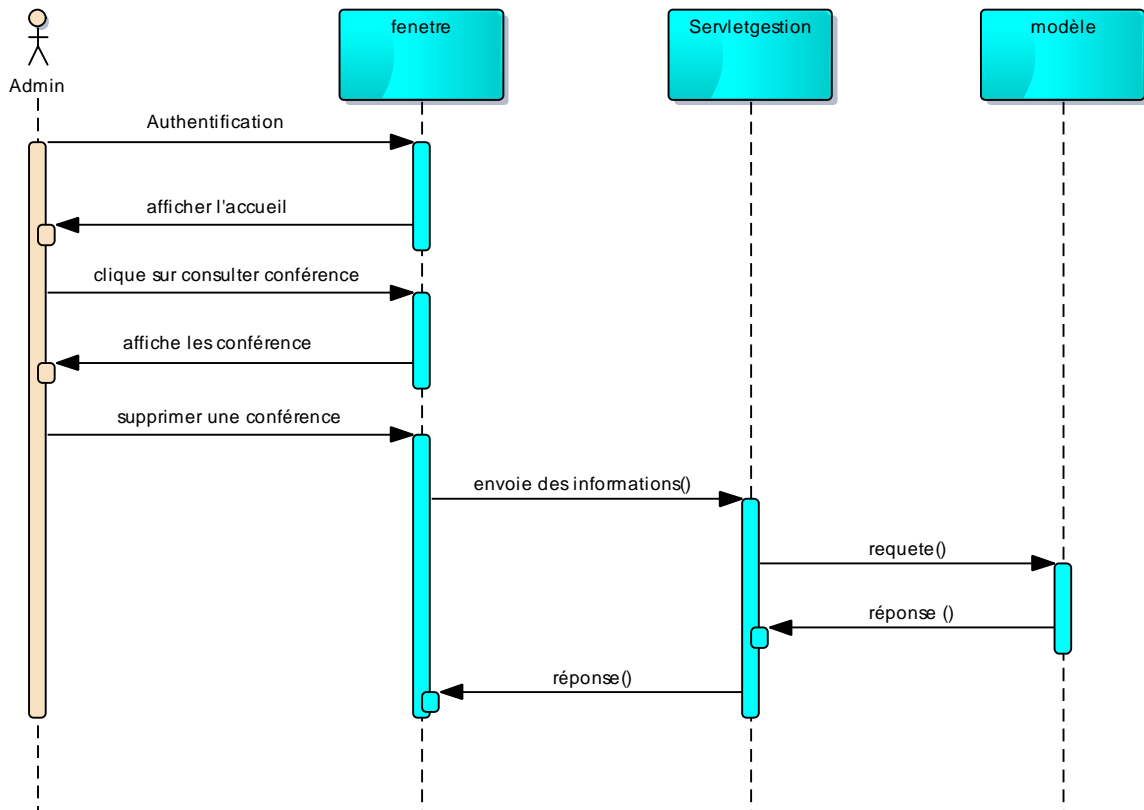 fenetre
Servletgestion
modèle
Admin
Authentification
afficher l'accueil
clique sur consulter conférence
affiche les conférence
supprimer une conférence
envoie des informations()
requete()
réponse ()
réponse()